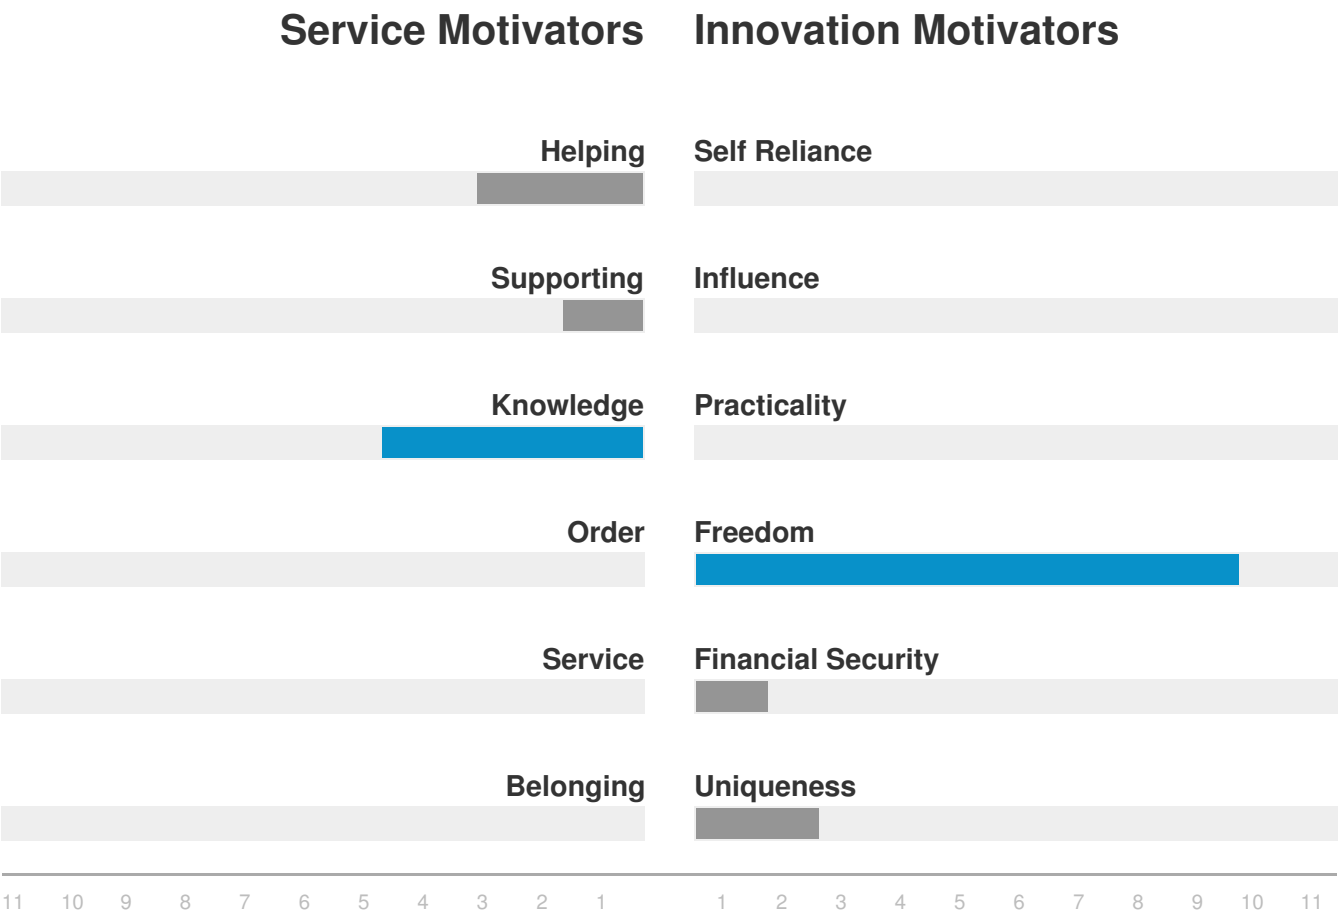 Service Motivators Innovation Motivators
Helping Self Reliance
Supporting Influence
Knowledge Practicality
Order Freedom
Service Financial Security
Belonging Uniqueness
11 10 9 8 7 6 5 4 3 2 1 1 2 3 4 5 6 7 8 9 10 11